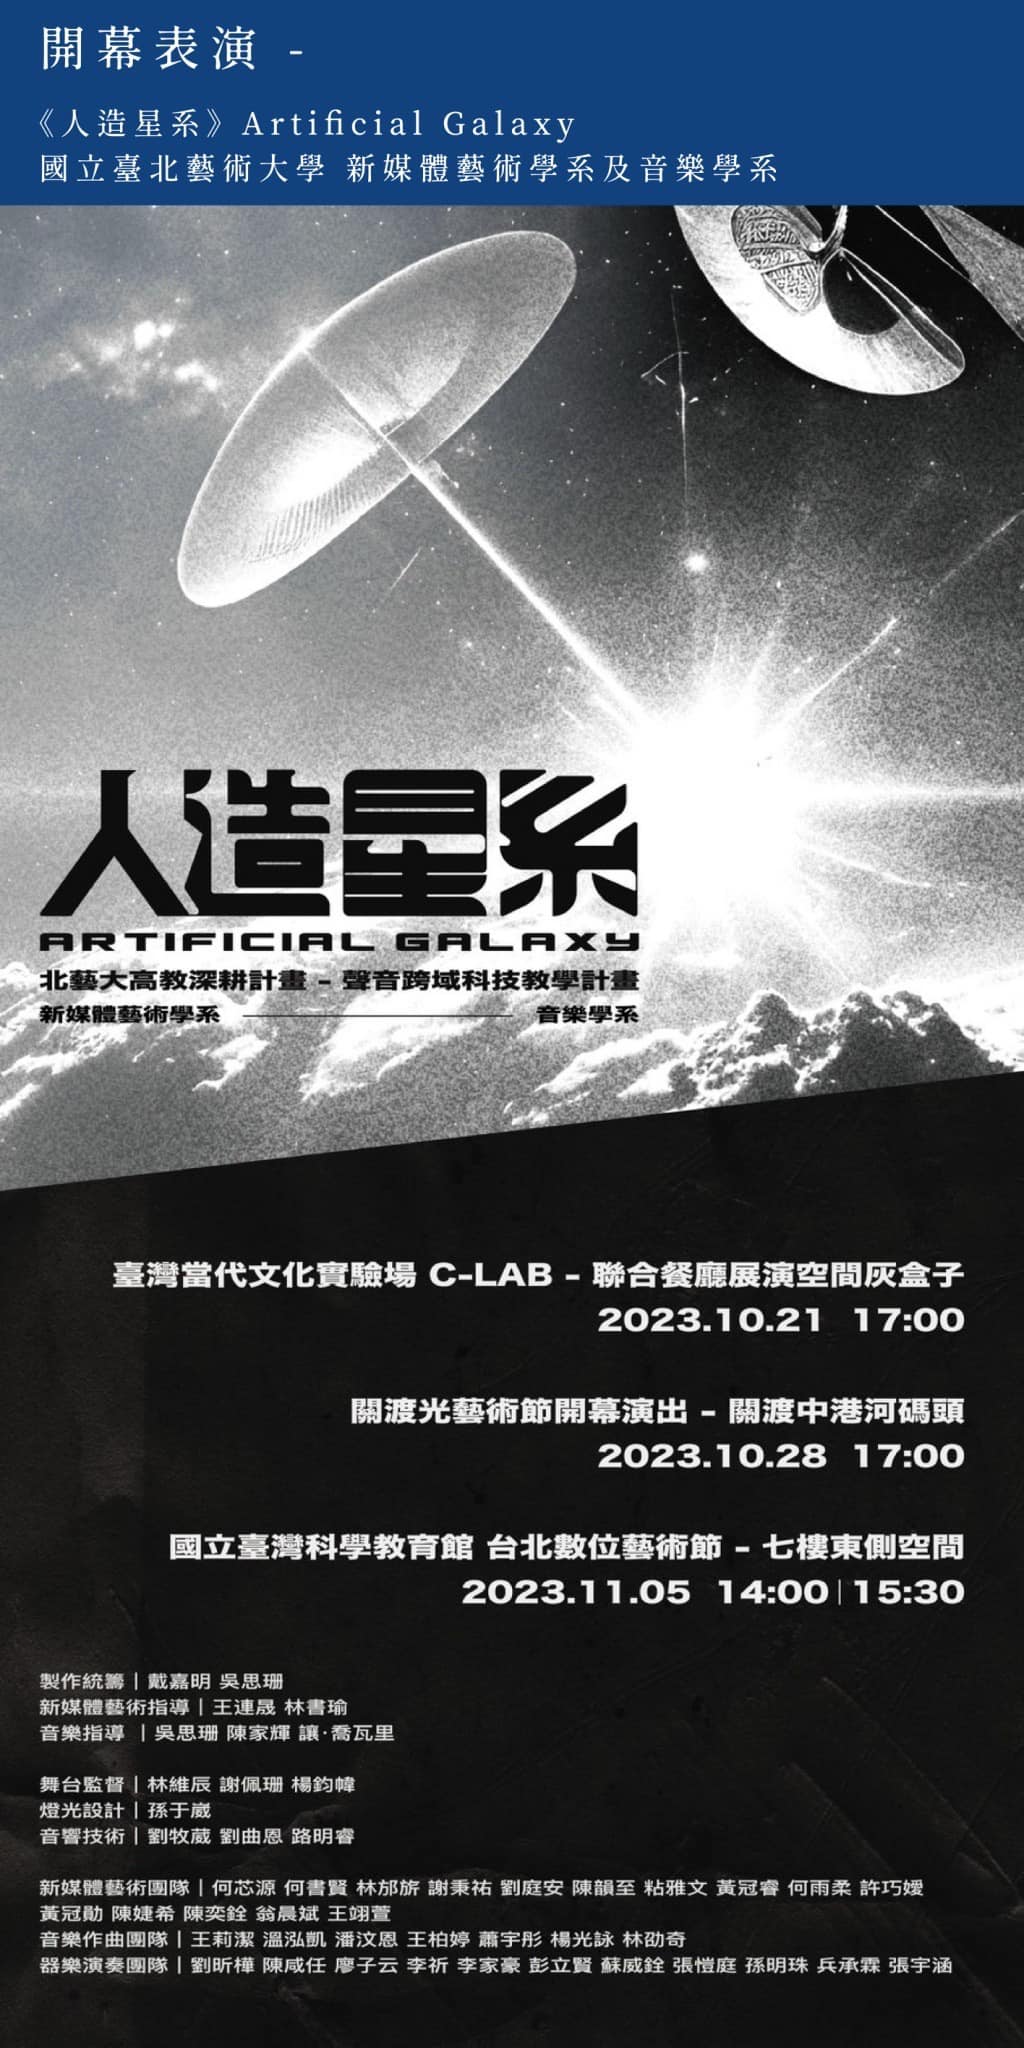 開幕表演 -
《人造星系》Artificial Galaxy
國立臺北藝術大學 新媒體藝術學系及音樂學系
人造星系
ARTIFICIAL GALAXY
北藝大高教深耕計畫 – 聲音跨域科技教學計畫
新媒體藝術學系 音樂學系
臺灣當代文化實驗場 C-LAB – 聯合餐廳展演空間灰盒子
2023.10.21 17:00
關渡光藝術節開幕演出 – 關渡中港河碼頭
2023.10.28 17:00
國立臺灣科學教育館 台北數位藝術節 – 七樓東側空間
2023.11.05 14:00|15:30
製作統籌|戴嘉明 吳思珊
新媒體藝術指導|王連晟 林書瑜
音樂指導 |吳思珊 陳家輝 讓·喬瓦里
舞台監督|林維辰 謝佩珊 楊鈞幃
燈光設計|孫于崴
音響技術|劉牧葳 劉曲恩 路明睿
新媒體藝術團隊|何芯源 何書賢 林邡旂 謝秉祐 劉庭安 陳韻至 粘雅文 黃冠睿 何雨柔 許巧嫒
黃冠勛 陳婕希 陳奕銓 翁晨斌 王翊萱
音樂作曲團隊|王莉潔 溫泓凱 潘汶恩 王柏婷 蕭宇彤 楊光詠 林劭奇
器樂演奏團隊|劉昕樺 陳咸任 廖子云 李祈 李家豪 彭立賢 蘇威銓 張愷庭 孫明珠 兵承霖 張宇涵